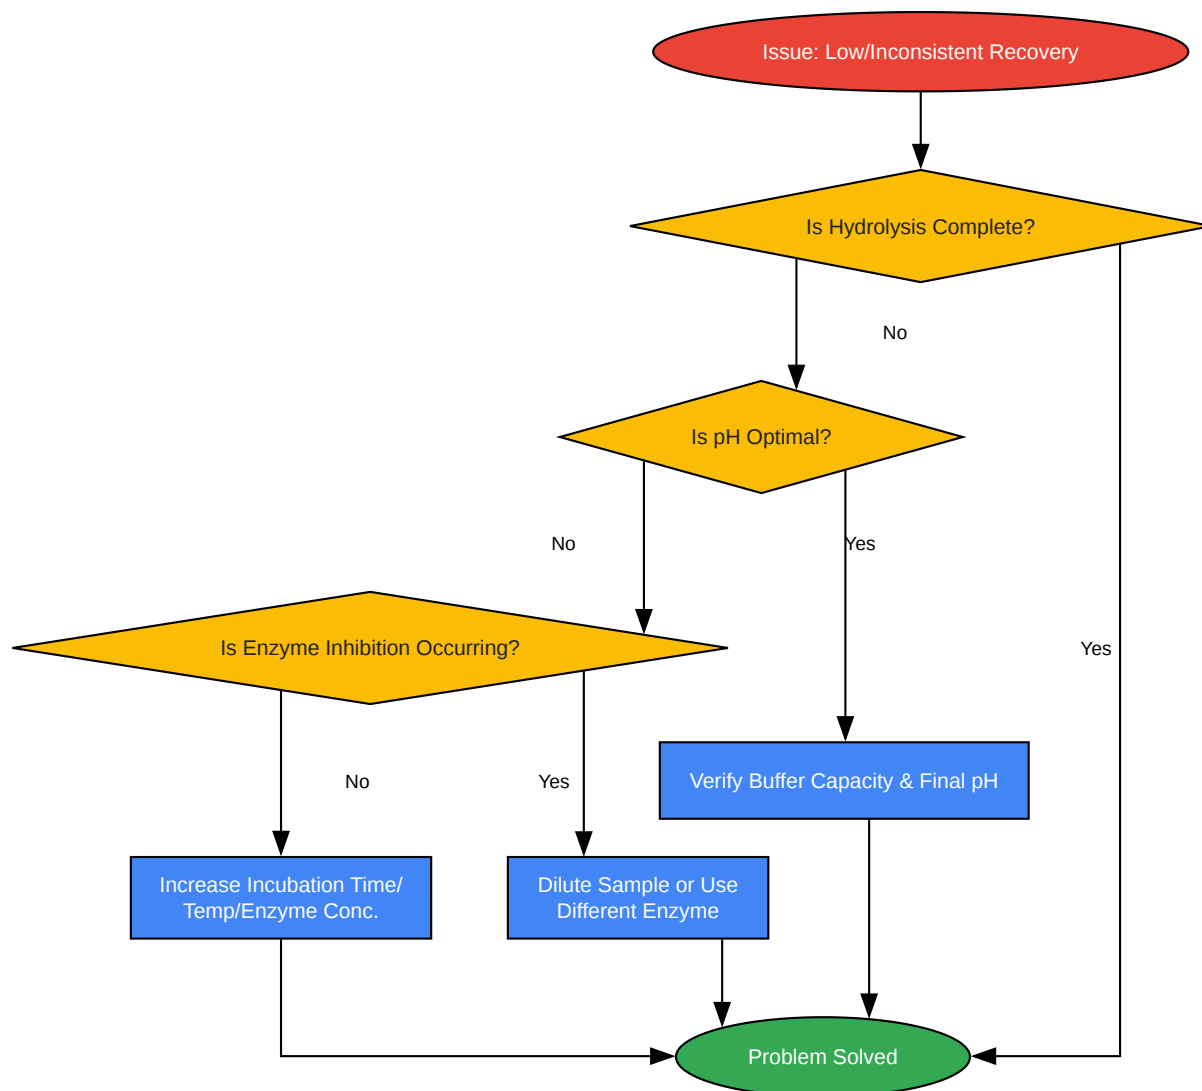 Issue: Low/Inconsistent Recovery
Is Hydrolysis Complete?
No
Is pH Optimal?
No
Yes
Is Enzyme Inhibition Occurring?
Yes
No
Yes
Verify Buffer Capacity & Final pH
Increase Incubation Time/
Temp/Enzyme Conc.
Dilute Sample or Use
Different Enzyme
Problem Solved